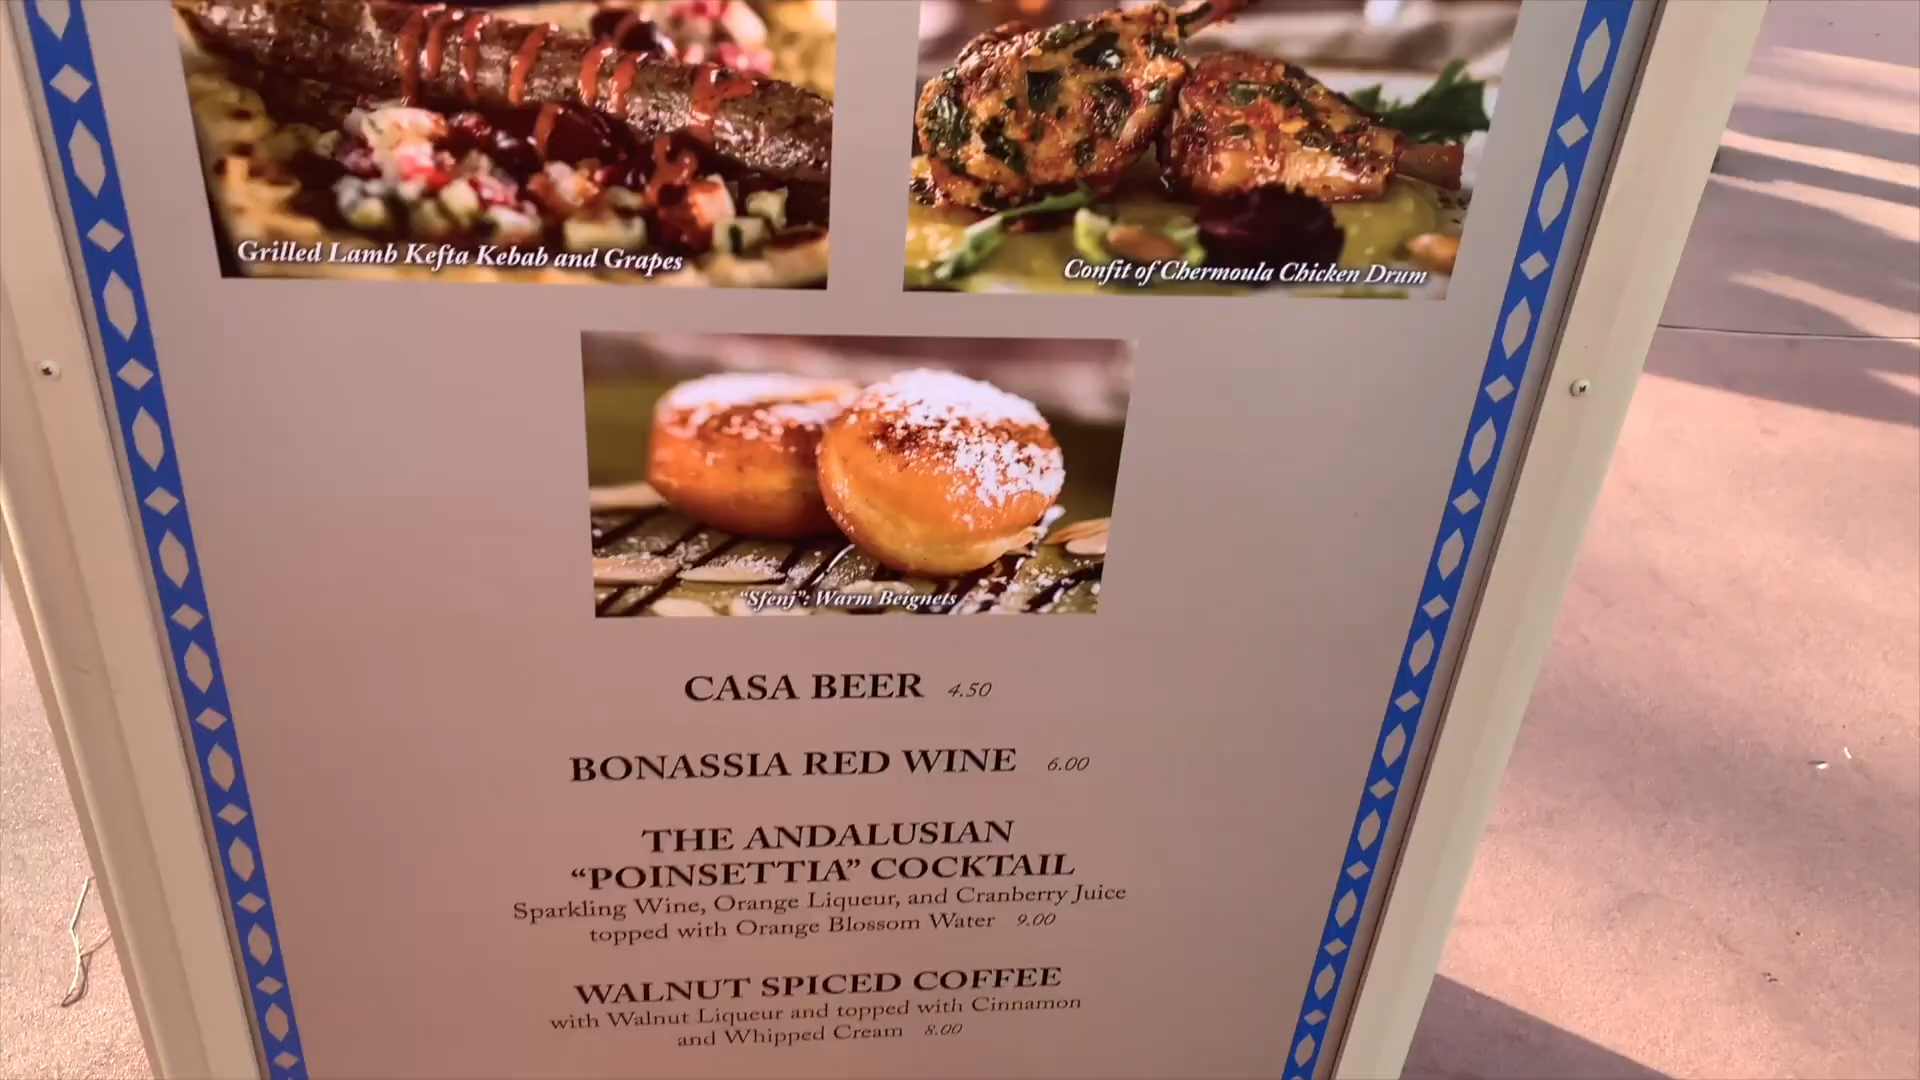 Grilled Lamb Kefta Kebab and Grapes
Confit of Chermoula Chicken Drum
“Sfenj”: Warm Beignets
CASA BEER 4.50
BONASSIA RED WINE 6.00
THE ANDALUSIAN
“POINSETTIA” COCKTAIL
Sparkling Wine, Orange Liqueur, and Cranberry Juice
topped with Orange Blossom Water 9.00
WALNUT SPICED COFFEE
with Walnut Liqueur and topped with Cinnamon
and Whipped Cream 8.00